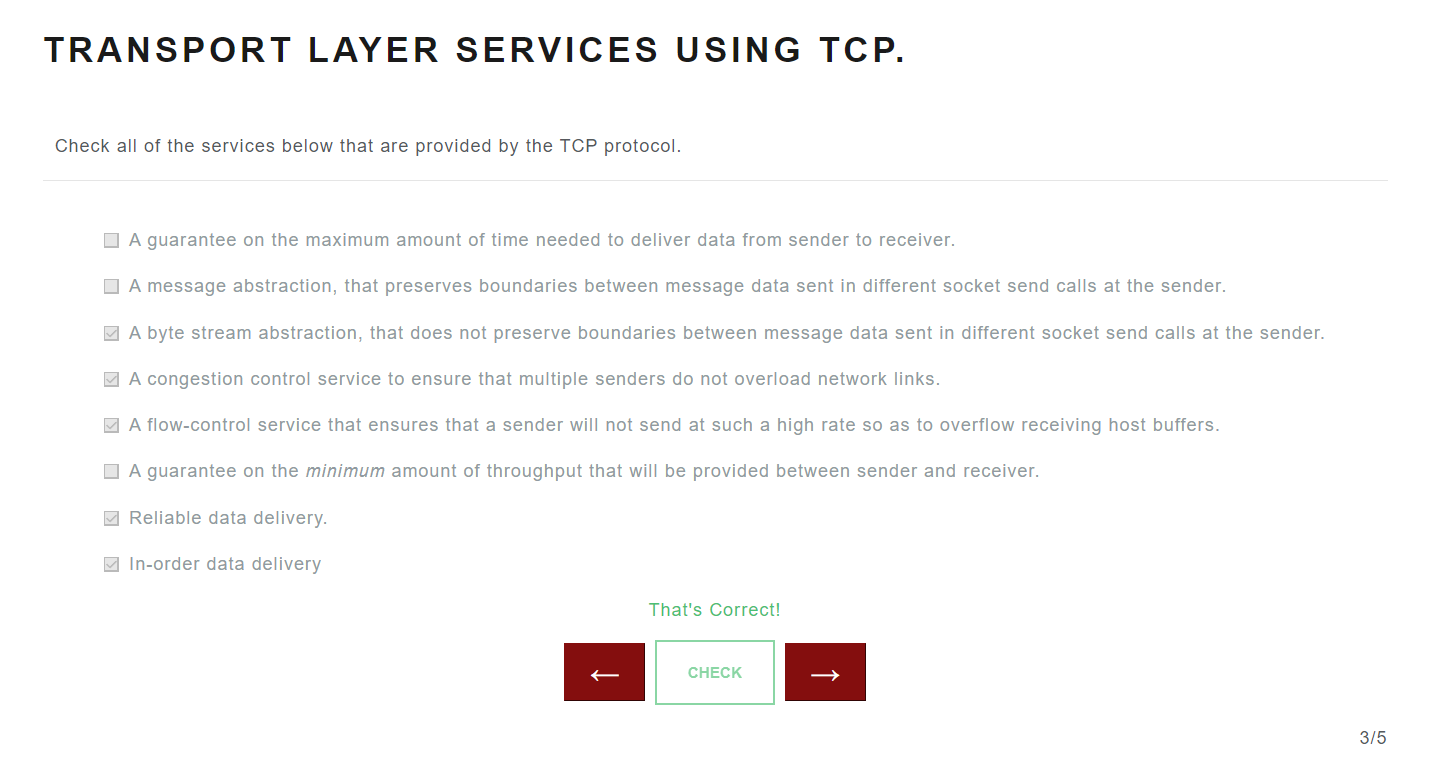 TRANSPORT LAYER SERVICES USING TCP.
Check all of the services below that are provided by the TCP protocol.
A guarantee on the maximum amount of time needed to deliver data from sender to receiver.
A message abstraction, that preserves boundaries between message data sent in different socket send calls at the sender.
A byte stream abstraction, that does not preserve boundaries between message data sent in different socket send calls at the sender.
A congestion control service to ensure that multiple senders do not overload network links.
A flow-control service that ensures that a sender will not send at such a high rate so as to overflow receiving host buffers.
A guarantee on the minimum amount of throughput that will be provided between sender and receiver.
Reliable data delivery.
In-order data delivery
That's Correct!
← CHECK →
3/5